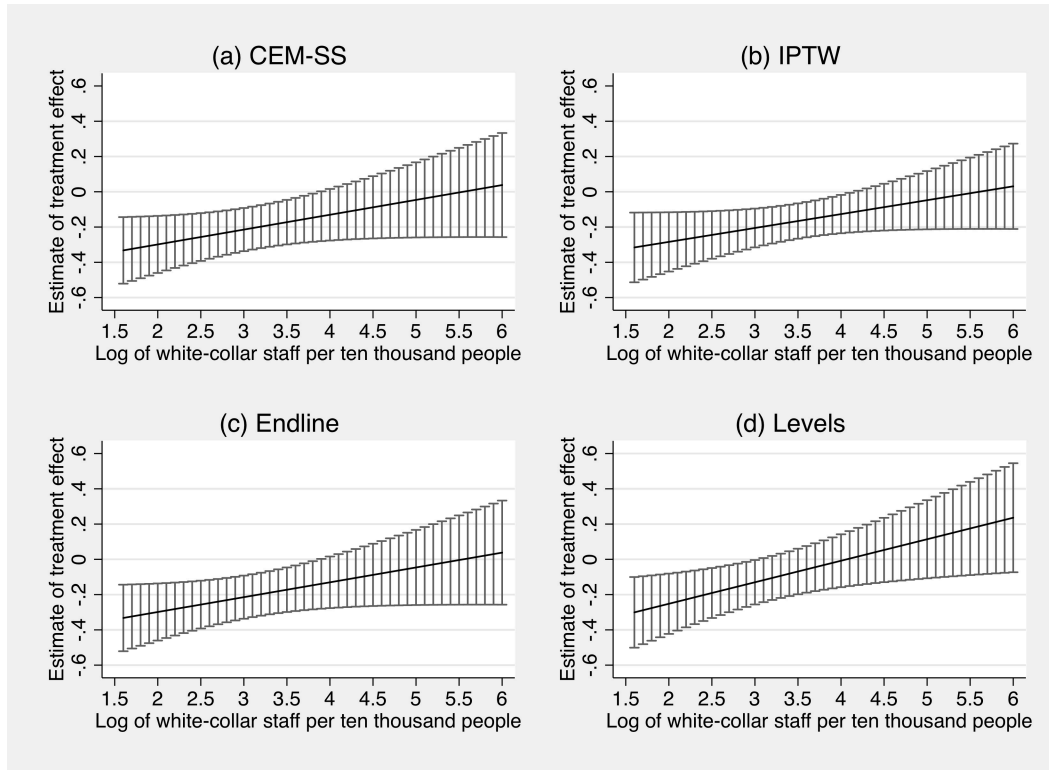 (a) CEM-SS
Estimate of treatment effect
.6
.4
.2
0
-.2
-.4
-.6
1.5 2 2.5 3 3.5 4 4.5 5 5.5 6
Log of white-collar staff per ten thousand people
(b) IPTW
Estimate of treatment effect
.6
.4
.2
0
-.2
-.4
-.6
1.5 2 2.5 3 3.5 4 4.5 5 5.5 6
Log of white-collar staff per ten thousand people
(c) Endline
Estimate of treatment effect
.6
.4
.2
0
-.2
-.4
-.6
1.5 2 2.5 3 3.5 4 4.5 5 5.5 6
Log of white-collar staff per ten thousand people
(d) Levels
Estimate of treatment effect
.6
.4
.2
0
-.2
-.4
-.6
1.5 2 2.5 3 3.5 4 4.5 5 5.5 6
Log of white-collar staff per ten thousand people